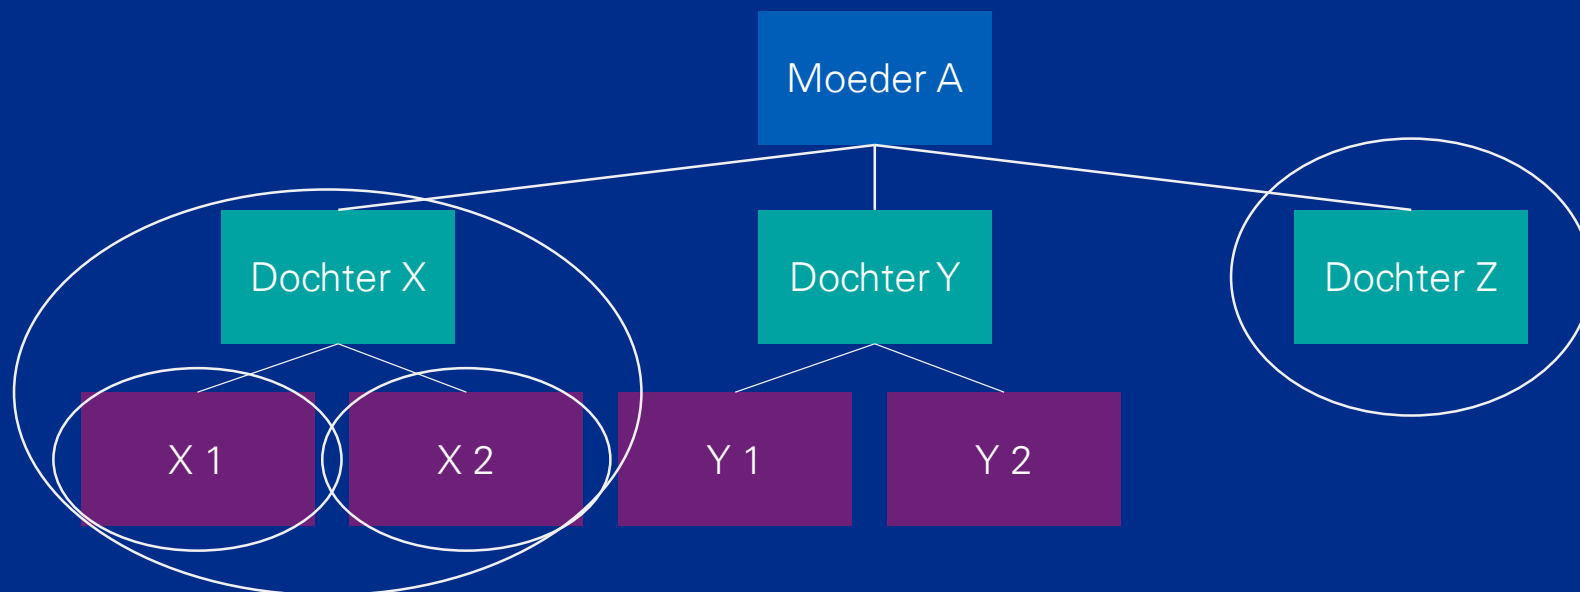 Moeder A
Dochter X
Dochter Y
Dochter Z
X 1
X 2
Y 1
Y 2